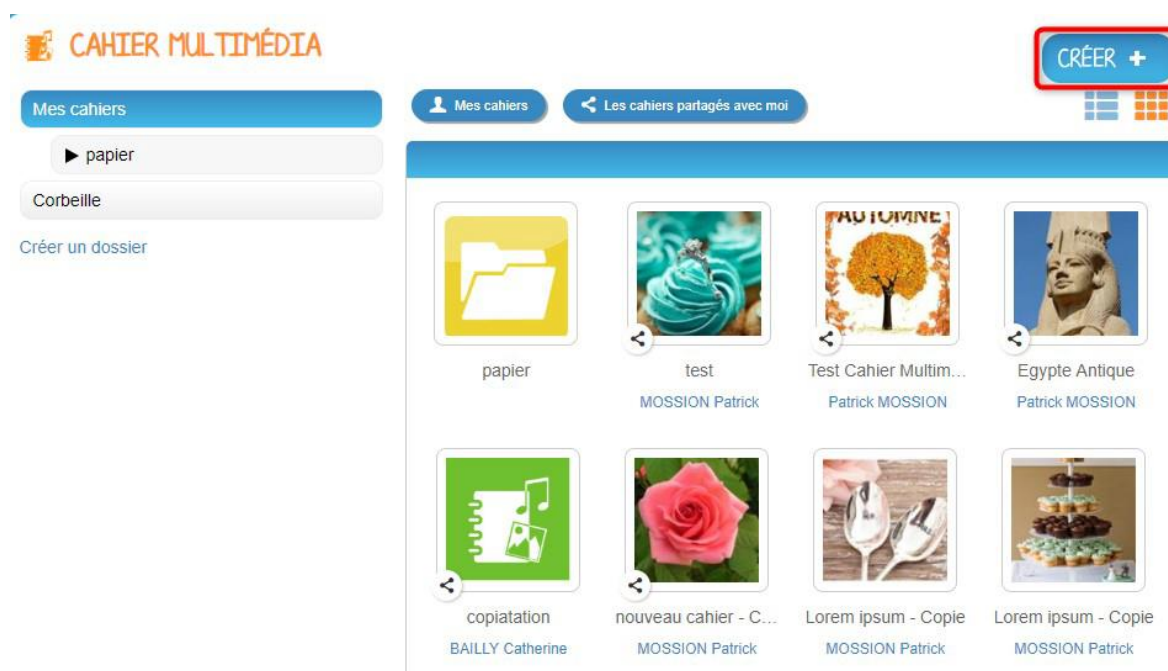 CAHIER MULTIMÉDIA
CRÉER +
Mes cahiers
papier
Corbeille
Créer un dossier
Mes cahiers
Les cahiers partagés avec moi
AUTOMNE
papier
test
Test Cahier Multim...
Egypte Antique
MOSSION Patrick
Patrick MOSSION
Patrick MOSSION
copiatation
nouveau cahier - C...
Lorem ipsum - Copie
Lorem ipsum - Copie
BAILLY Catherine
MOSSION Patrick
MOSSION Patrick
MOSSION Patrick